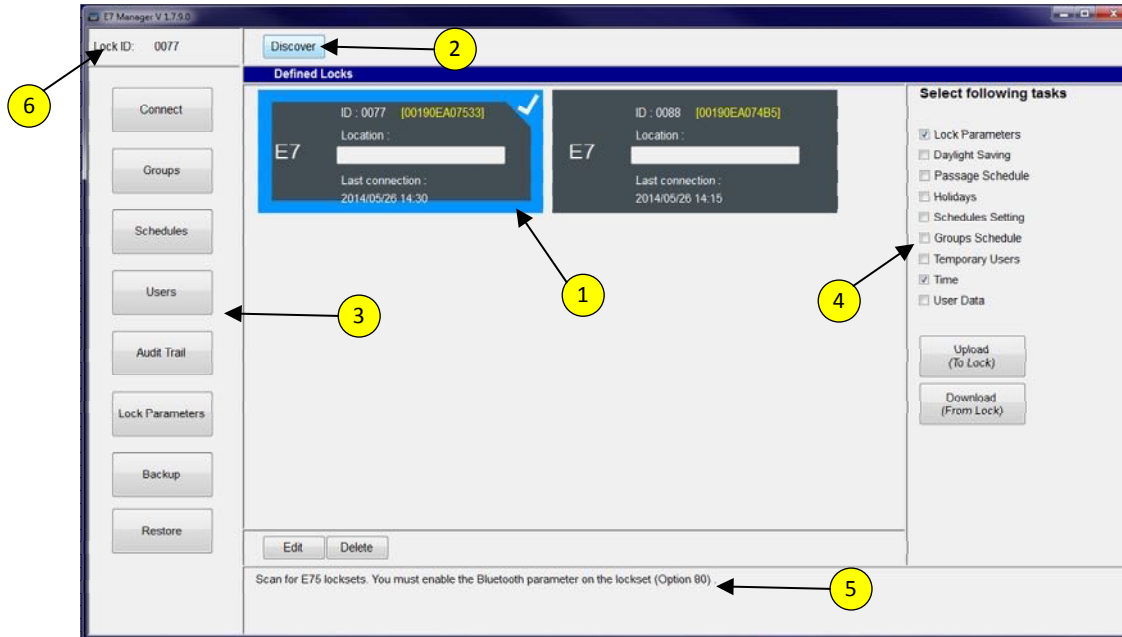 E7 Manager V 1.7.9.0
Lock ID: 0077
Discover
2
6
Defined Locks
Connect
Groups
Schedules
Users
Audit Trail
Lock Parameters
Backup
Restore
3
ID : 0077 [00190EA07533]
Location :
E7
Last connection :
2014/05/26 14:30
ID : 0088 [00190EA074B5]
Location :
E7
Last connection :
2014/05/26 14:15
1
Select following tasks
Lock Parameters
Daylight Saving
Passage Schedule
Holidays
Schedules Setting
Groups Schedule
Temporary Users
Time
User Data
4
Upload
(To Lock)
Download
(From Lock)
Edit Delete
Scan for E75 locksets. You must enable the Bluetooth parameter on the lockset (Option 80) .
5